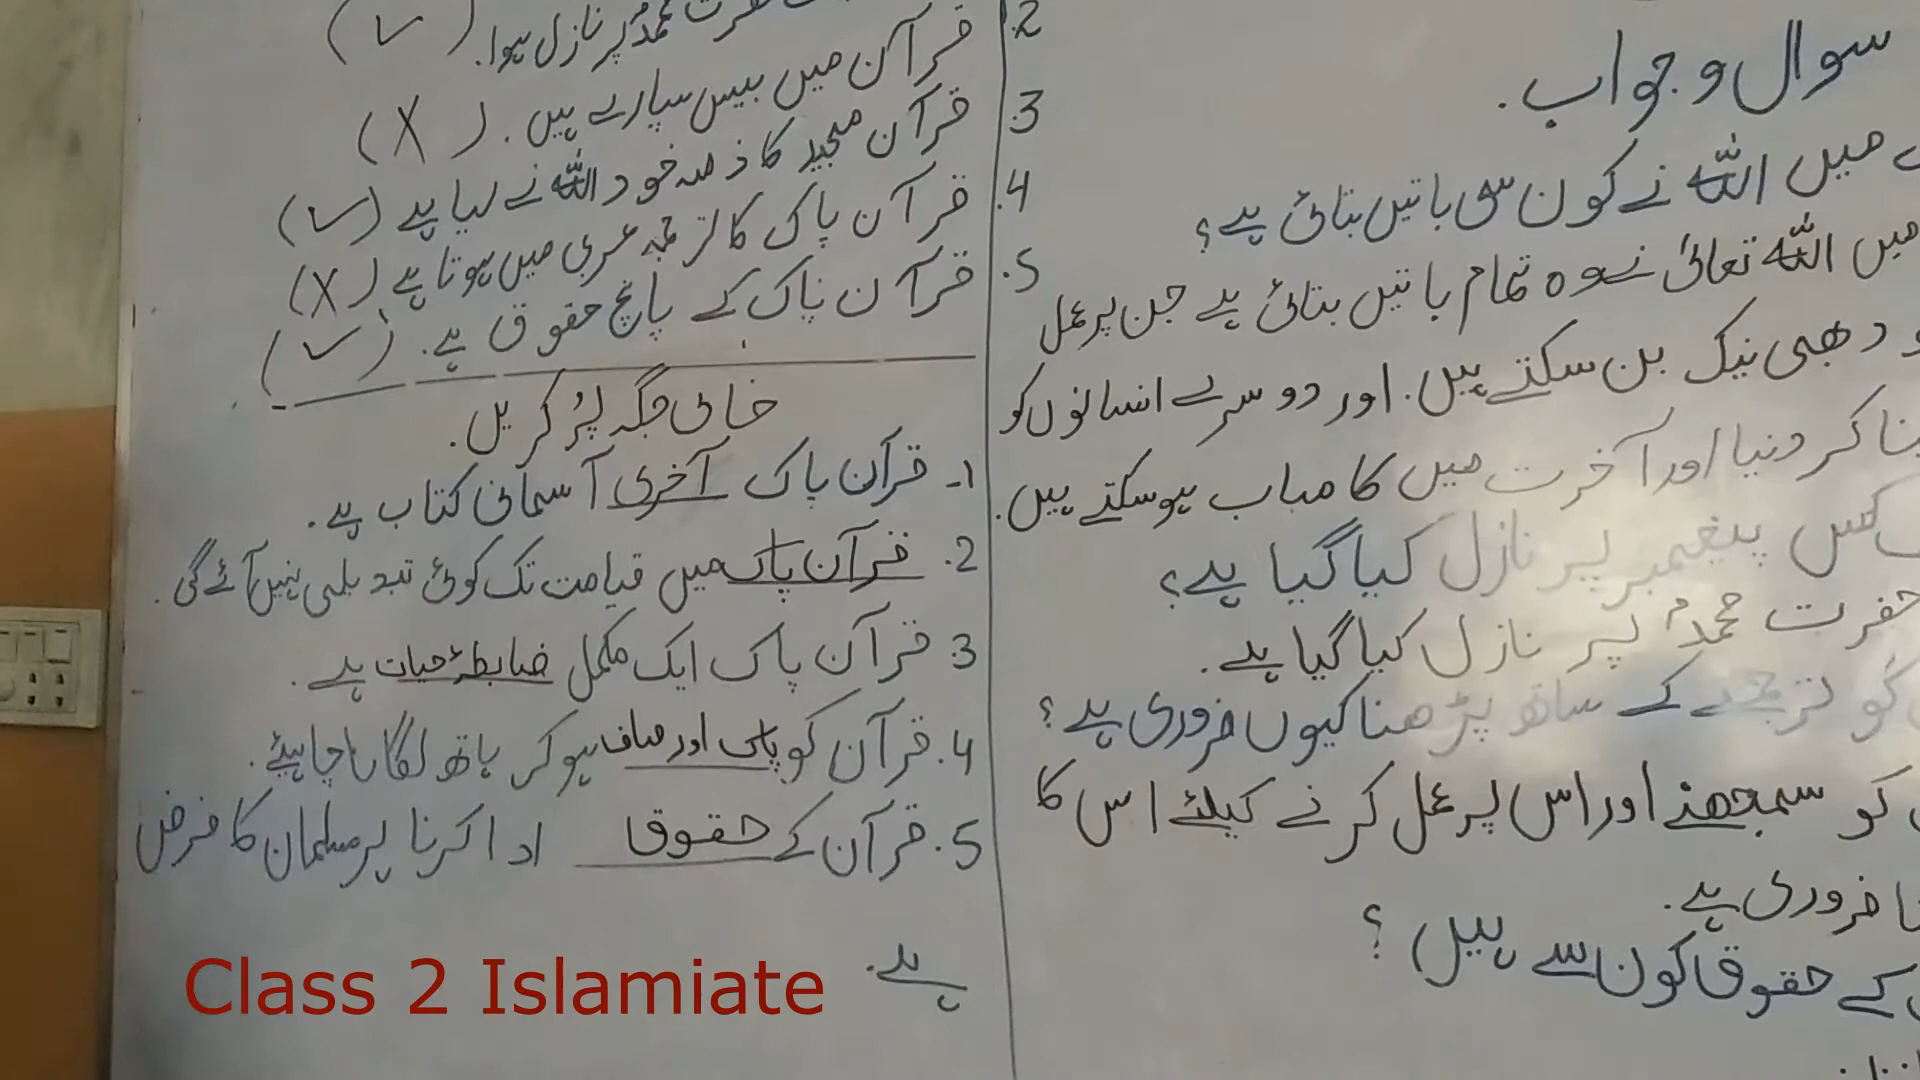 سوال و جواب.
میں اللہ نے کون سی باتیں بتائی ہے؟
میں اللہ تعالیٰ نے وہ تمام باتیں بتائی ہے جن پر عمل
بھی نیک بن سکتے ہیں. اور دوسرے انسانوں کو
کر دنیا اور آخرت میں کامیاب ہو سکتے ہیں.
کس پیغمبر پر نازل کیا گیا ہے؟
حضرت محمدؐ پر نازل کیا گیا ہے.
کو ترجمے کے ساتھ پڑھنا کیوں ضروری ہے؟
کو سمجھنے اور اس پر عمل کرنے کیلئے اس کا
ضروری ہے.
کے حقوق کون سے ہیں؟
محمدؐ پر نازل ہوا. (✓)
2. قرآن میں بیس سپارے ہیں. (X)
3. قرآن مجید کا ذمہ خود اللہ نے لیا ہے (✓)
4. قرآن پاک کا ترجمہ عربی میں ہوتا ہے (X)
5. قرآن پاک کے پانچ حقوق ہے. (✓)
خالی جگہ پُر کریں.
1۔ قرآن پاک آخری آسمانی کتاب ہے.
2. قرآن پاک میں قیامت تک کوئی تبدیلی نہیں آئے گی.
3. قرآن پاک ایک مکمل ضابطۂ حیات ہے.
4. قرآن کو پاک اور صاف ہو کر ہاتھ لگانا چاہیئے.
5. قرآن کے حقوق ادا کرنا ہر مسلمان کا فرض
ہے.
Class 2 Islamiate